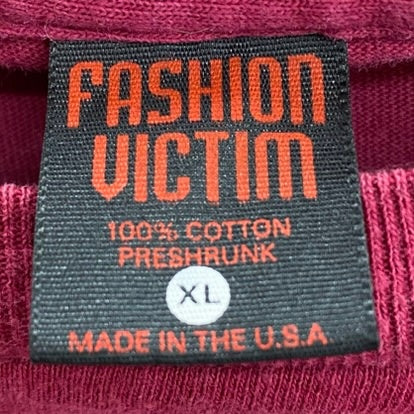 FASHION
VICTIM
100% COTTON
PRESHRUNK
XL
MADE IN THE U.S.A